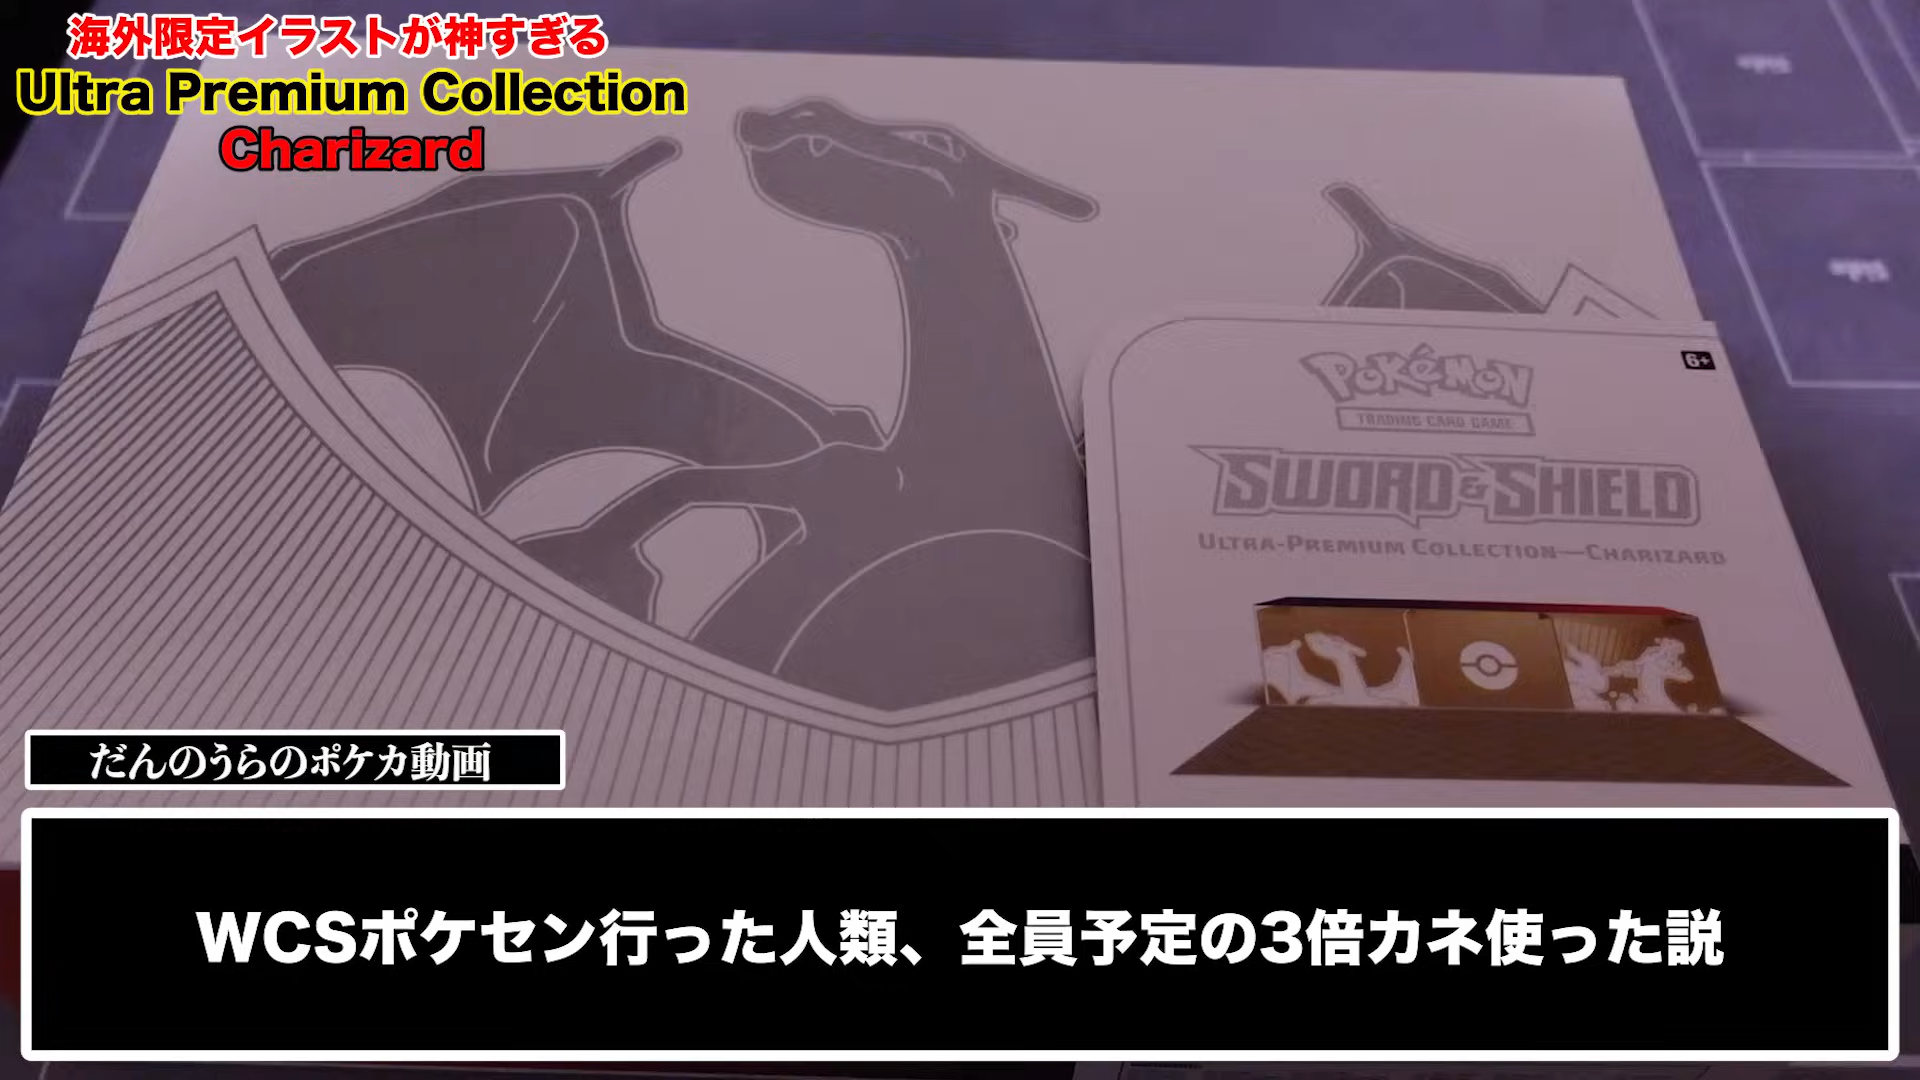 海外限定イラストが神すぎる
Ultra Premium Collection
Charizard
6+
POKéMON
TRADING CARD GAME
SWORD & SHIELD
ULTRA-PREMIUM COLLECTION—CHARIZARD
だんのうらのポケカ動画
WCSポケセン行った人類、全員予定の3倍カネ使った説